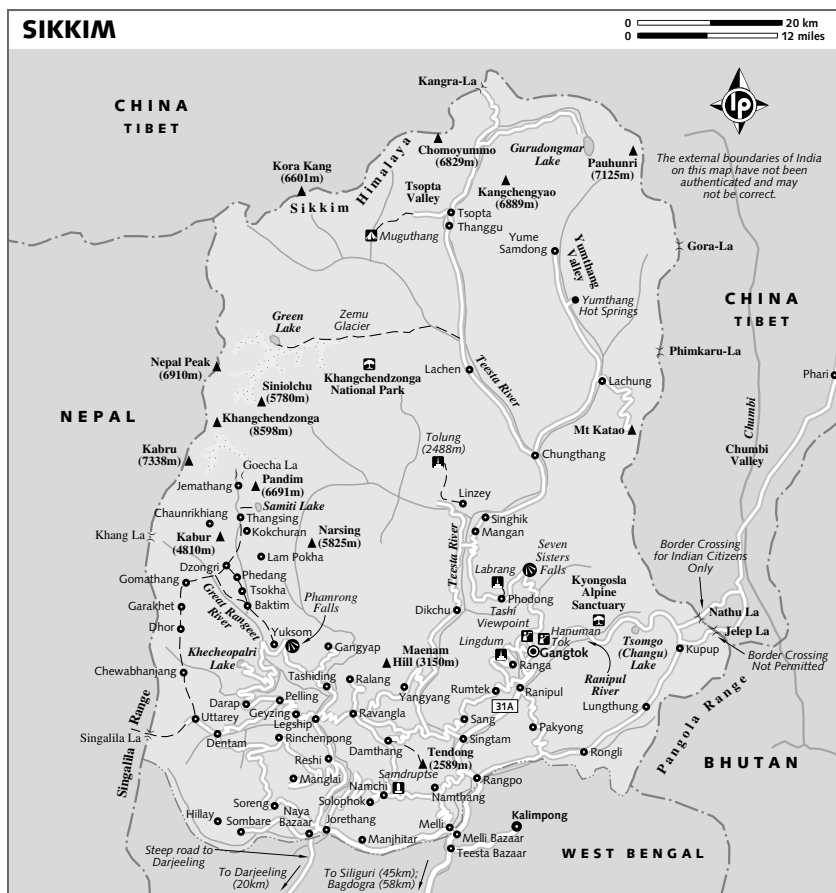 SIKKIM
0 20 km
0 12 miles
Kangra-La
CHINA
TIBET
lp
Chomoyummo
(6829m)
Gurudongmar
Lake
Pauhunri
(7125m)
The external boundaries of India
on this map have not been
authenticated and may
not be correct.
Kora Kang
(6601m)
Sikkim
Himalaya
Tsopta
Valley
Kangchengyao
(6889m)
Tsopta
Thanggu
Muguthang
Yume
Samdong
Yumthang
Valley
Gora-La
Yumthang
Hot Springs
CHINA
TIBET
Green
Lake
Zemu
Glacier
Phimkaru-La
Nepal Peak
(6910m)
Khangchendzonga
National Park
Lachen
Teesta River
Lachung
Phari
Siniolchu
(5780m)
NEPAL
Khangchendzonga
(8598m)
Mt Katao
Chumbi
Chumbi
Valley
Kabru
(7338m)
Tolung
(2488m)
Chungthang
Goecha La
Jemathang
Pandim
(6691m)
Samiti Lake
Linzey
Chaunrikhiang
Thangsing
Kokchuran
Singhik
Mangan
Khang La
Kabur
(4810m)
Narsing
(5825m)
Teesta River
Seven
Sisters
Falls
Border Crossing
for Indian Citizens
Only
Lam Pokha
Labrang
Dzongri
Phedang
Gomathang
Tsokha
Kyongosla
Alpine
Sanctuary
Phodong
Garakhet
Baktim
Great Rangeet
River
Phamrong
Falls
Dikchu
Tashi
Viewpoint
Nathu La
Dhor
Yuksom
Gangyap
Lingdum
Hanuman
Tok
Jelep La
Khecheopalri
Lake
Maenam
Hill (3150m)
Gangtok
Tsomgo
(Changu)
Lake
Kupup
Border Crossing
Not Permitted
Chewabhanjang
Ranga
Ranipul
River
Tashiding
Ralang
Yangyang
Rumtek
Ranipul
Darap
Pelling
31A
Lungthung
Pangola Range
Uttarey
Geyzing
Legship
Ravangla
Sang
Pakyong
Singalila La
Dentam
Rinchenpong
Damthang
Singtam
Rongli
Singalila Range
Reshi
Tendong
(2589m)
BHUTAN
Manglai
Samdruptse
Rangpo
Namchi
Namthang
Soreng
Solophok
Hillay
Naya
Bazaar
Jorethang
Kalimpong
Sombare
Melli
Melli Bazaar
Manjhitar
Teesta Bazaar
WEST BENGAL
Steep road to
Darjeeling
To Darjeeling
(20km)
To Siliguri (45km);
Bagdogra (58km)